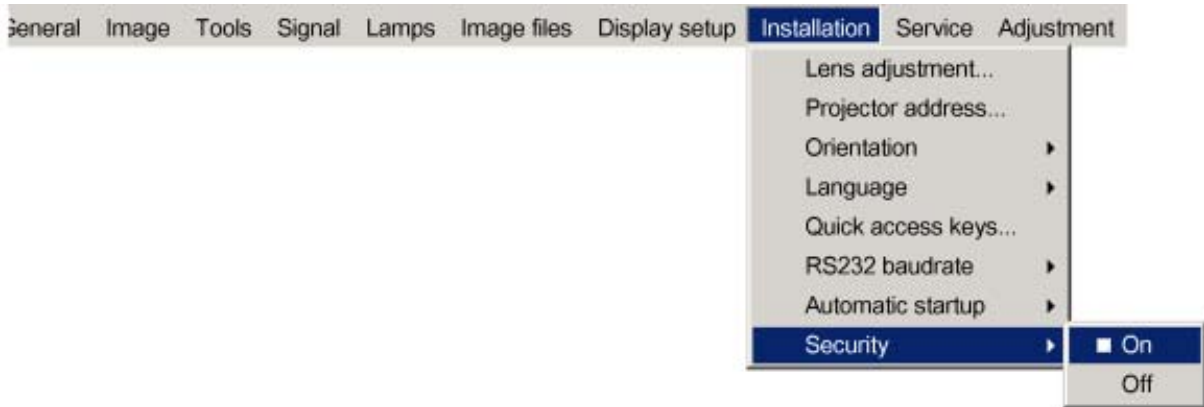 General Image Tools Signal Lamps Image files Display setup Installation Service Adjustment
Lens adjustment...
Projector address...
Orientation
Language
Quick access keys...
RS232 baudrate
Automatic startup
Security
On
Off